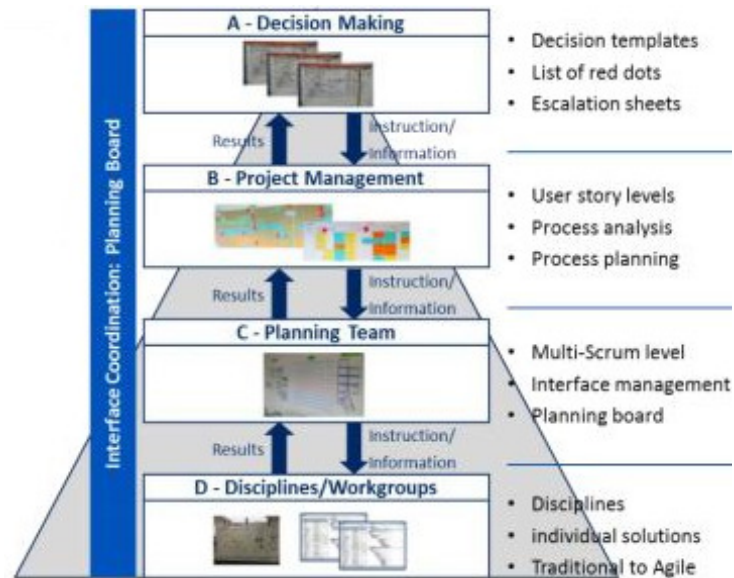 A - Decision Making
Decision templates
List of red dots
Escalation sheets
Results
Instruction/
Information
B - Project Management
User story levels
Process analysis
Process planning
Results
Instruction/
Information
C - Planning Team
Multi-Scrum level
Interface management
Planning board
Results
Instruction/
Information
D - Disciplines/Workgroups
Disciplines
individual solutions
Traditional to Agile
Interface Coordination: Planning Board